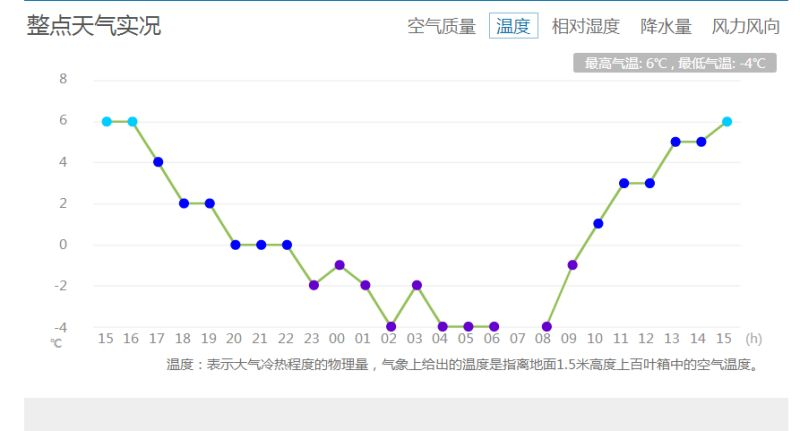 整点天气实况
空气质量 温度 相对湿度 降水量 风力风向
最高气温: 6℃ , 最低气温: -4℃
8
6
4
2
0
-2
-4
℃
15 16 17 18 19 20 21 22 23 00 01 02 03 04 05 06 07 08 09 10 11 12 13 14 15 (h)
温度：表示大气冷热程度的物理量，气象上给出的温度是指离地面1.5米高度上百叶箱中的空气温度。